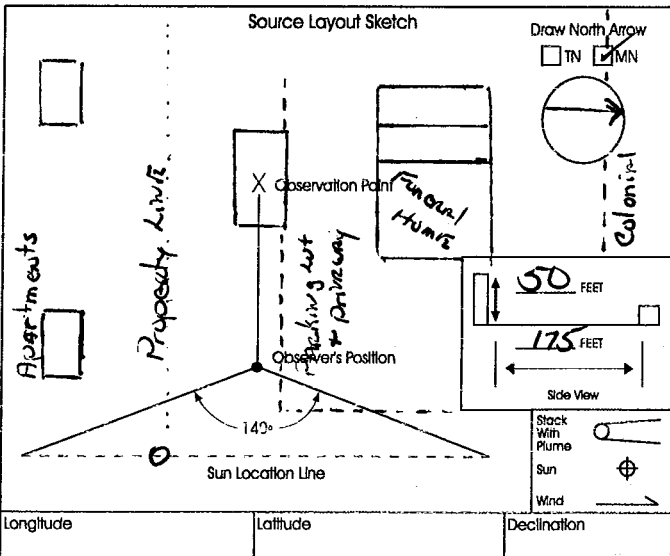 Source Layout Sketch
Draw North Arrow
TN MN
X Observation Point
Funeral
Home
Colonial
Apartments
Property Line
Parking Lot
+ Driveway
50 FEET
175 FEET
Side View
Observer's Position
140°
Sun Location Line
Stack
With
Plume
Sun
Wind
Longitude
Latitude
Declination